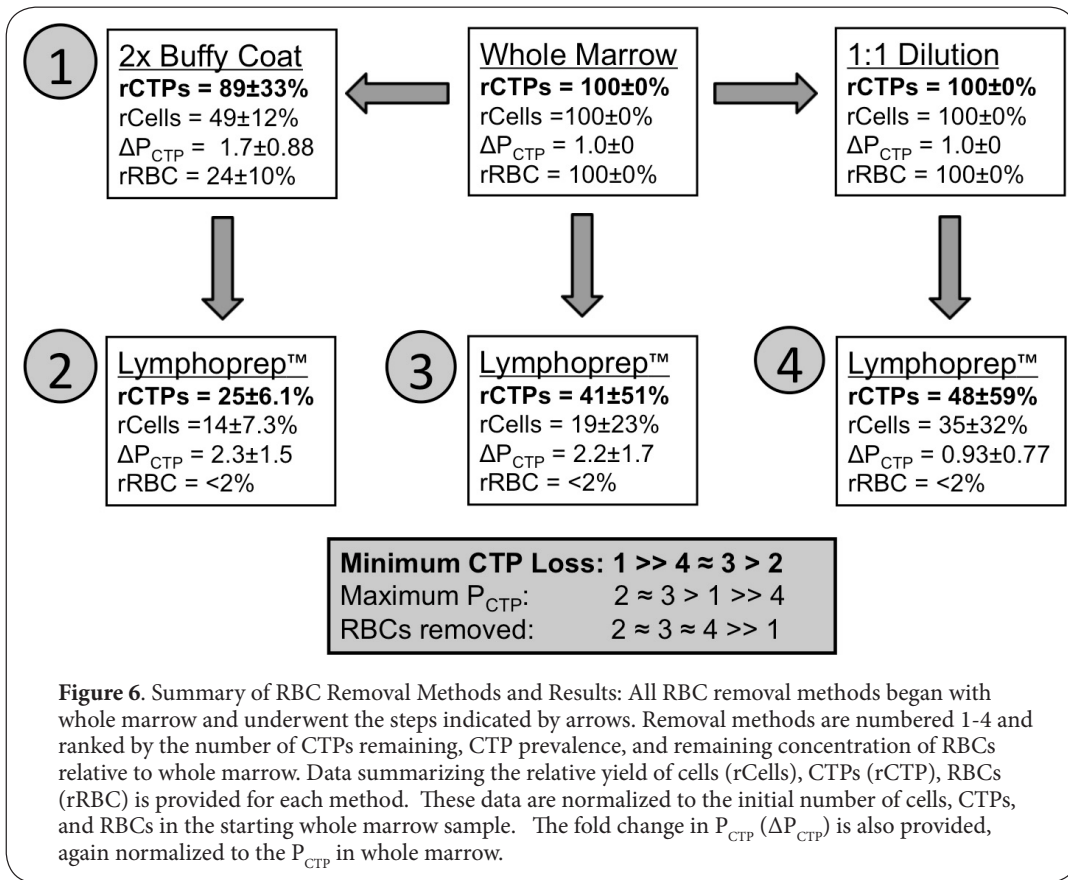 1
2x Buffy Coat
rCTPs = 89±33%
rCells = 49±12%
ΔP_CTP = 1.7±0.88
rRBC = 24±10%
Whole Marrow
rCTPs = 100±0%
rCells =100±0%
ΔP_CTP = 1.0±0
rRBC = 100±0%
1:1 Dilution
rCTPs = 100±0%
rCells = 100±0%
ΔP_CTP = 1.0±0
rRBC = 100±0%
2
Lymphoprep™
rCTPs = 25±6.1%
rCells =14±7.3%
ΔP_CTP = 2.3±1.5
rRBC = <2%
3
Lymphoprep™
rCTPs = 41±51%
rCells = 19±23%
ΔP_CTP = 2.2±1.7
rRBC = <2%
4
Lymphoprep™
rCTPs = 48±59%
rCells = 35±32%
ΔP_CTP = 0.93±0.77
rRBC = <2%
Minimum CTP Loss: 1 >> 4 ≈ 3 > 2
Maximum P_CTP: 2 ≈ 3 > 1 >> 4
RBCs removed: 2 ≈ 3 ≈ 4 >> 1
Figure 6. Summary of RBC Removal Methods and Results: All RBC removal methods began with
whole marrow and underwent the steps indicated by arrows. Removal methods are numbered 1-4 and
ranked by the number of CTPs remaining, CTP prevalence, and remaining concentration of RBCs
relative to whole marrow. Data summarizing the relative yield of cells (rCells), CTPs (rCTP), RBCs
(rRBC) is provided for each method. These data are normalized to the initial number of cells, CTPs,
and RBCs in the starting whole marrow sample. The fold change in P_CTP (ΔP_CTP) is also provided,
again normalized to the P_CTP in whole marrow.